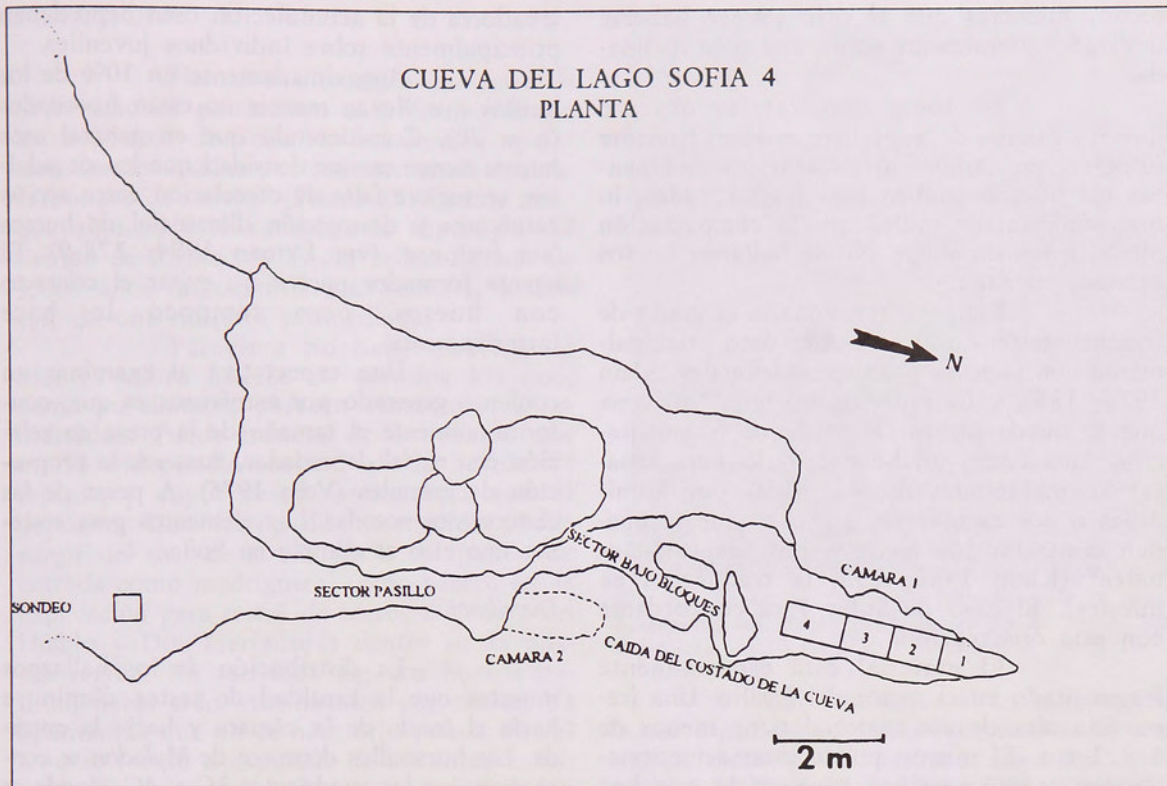 CUEVA DEL LAGO SOFIA 4
PLANTA
N
SECTOR BAJO BLOQUES
CAMARA 1
SONDEO
SECTOR PASILLO
4
3
2
1
CAMARA 2
CAIDA DEL COSTADO DE LA CUEVA
2 m